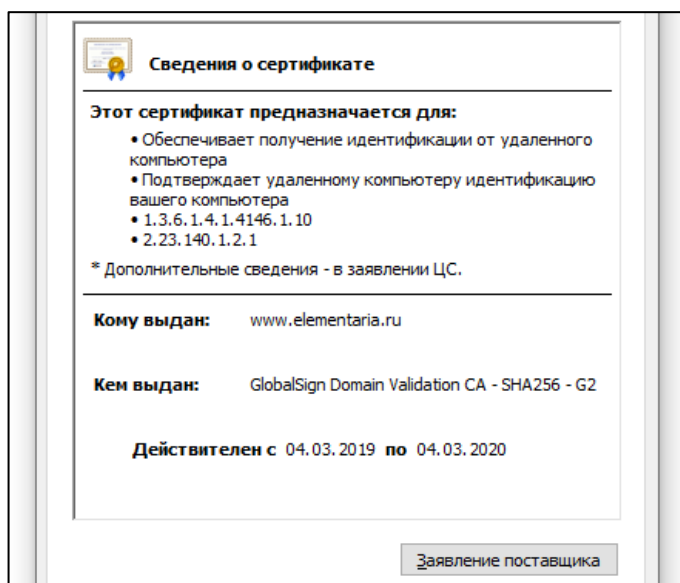 Сведения о сертификате
Этот сертификат предназначается для:
• Обеспечивает получение идентификации от удаленного
компьютера
• Подтверждает удаленному компьютеру идентификацию
вашего компьютера
• 1.3.6.1.4.1.4146.1.10
• 2.23.140.1.2.1
* Дополнительные сведения - в заявлении ЦС.
Кому выдан: www.elementaria.ru
Кем выдан: GlobalSign Domain Validation CA - SHA256 - G2
Действителен с 04.03.2019 по 04.03.2020
Заявление поставщика